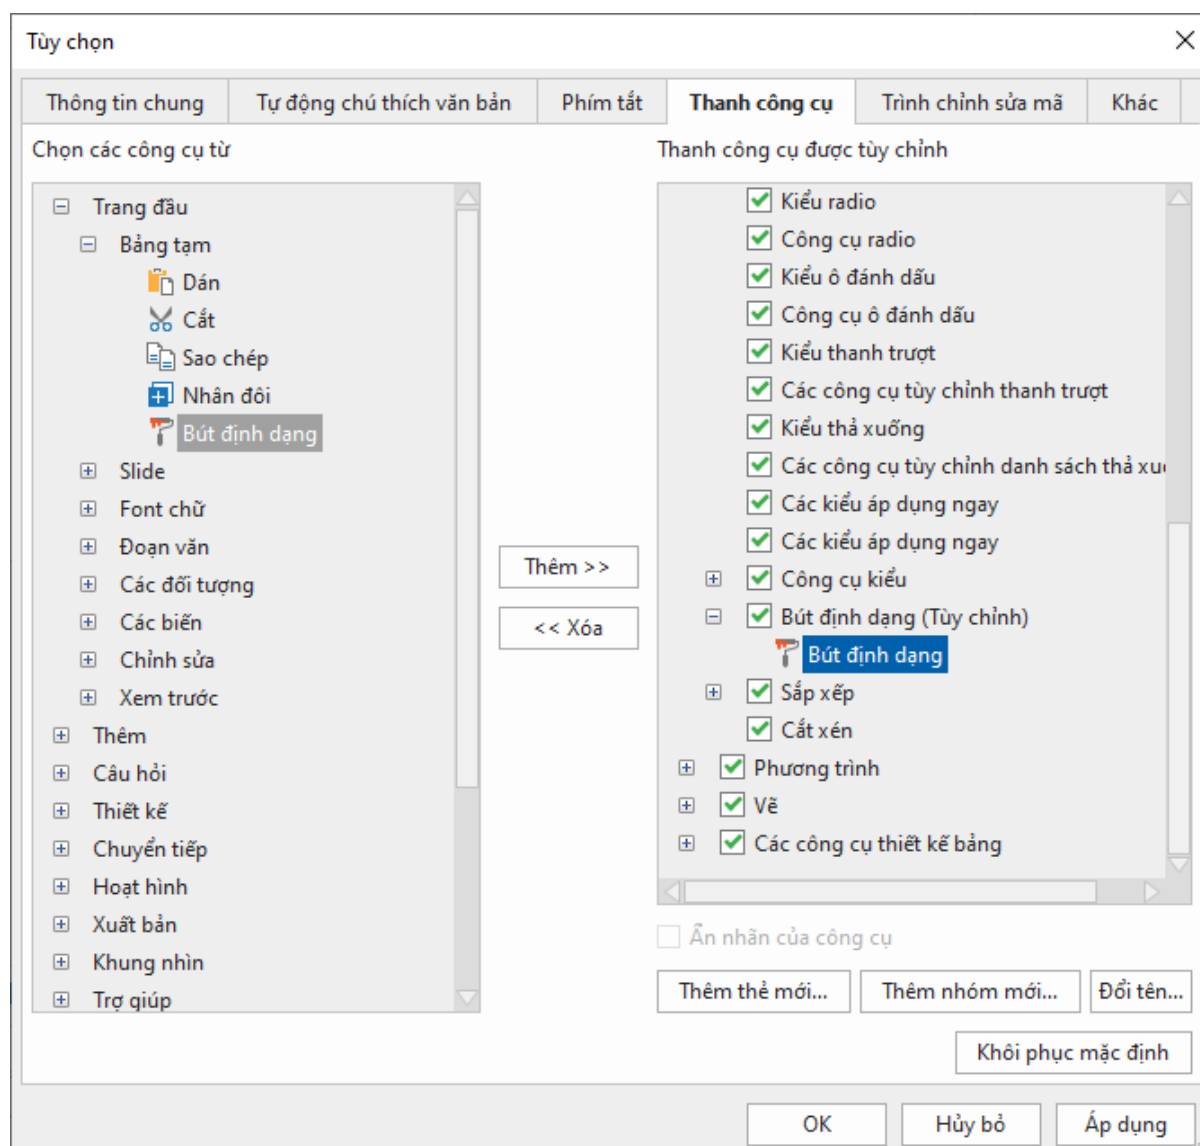 Tùy chọn
Thông tin chung Tự động chú thích văn bản Phím tắt Thanh công cụ Trình chỉnh sửa mã Khác
Chọn các công cụ từ
Trang đầu
Bảng tạm
Dán
Cắt
Sao chép
Nhân đôi
Bút định dạng
Slide
Font chữ
Đoạn văn
Các đối tượng
Các biến
Chỉnh sửa
Xem trước
Thêm
Câu hỏi
Thiết kế
Chuyển tiếp
Hoạt hình
Xuất bản
Khung nhìn
Trợ giúp
Thêm >>
<< Xóa
Thanh công cụ được tùy chỉnh
Kiểu radio
Công cụ radio
Kiểu ô đánh dấu
Công cụ ô đánh dấu
Kiểu thanh trượt
Các công cụ tùy chỉnh thanh trượt
Kiểu thả xuống
Các công cụ tùy chỉnh danh sách thả xu
Các kiểu áp dụng ngay
Các kiểu áp dụng ngay
Công cụ kiểu
Bút định dạng (Tùy chỉnh)
Bút định dạng
Sắp xếp
Cắt xén
Phương trình
Vẽ
Các công cụ thiết kế bảng
Ẩn nhãn của công cụ
Thêm thẻ mới... Thêm nhóm mới... Đổi tên...
Khôi phục mặc định
OK Hủy bỏ Áp dụng